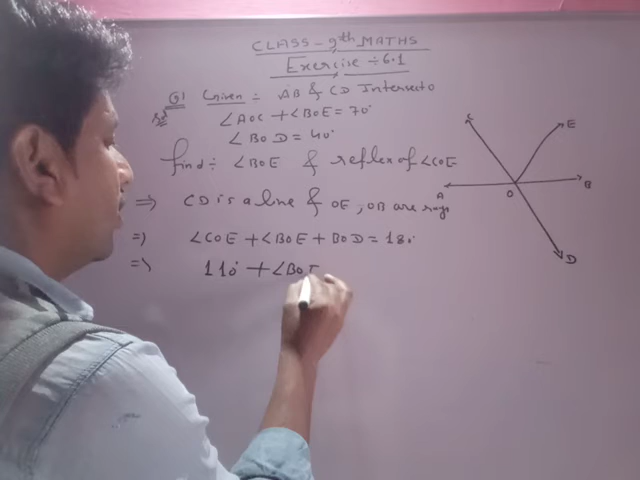 CLASS - 9th MATHS
Exercise ÷ 6.1
Q1 Given ÷ AB & CD Intersect O
Sol
∠AOC + ∠BOE = 70°
∠BOD = 40°
find ÷ ∠BOE & reflex of ∠COE
⇒ CD is a line & OE, OB are rays
⇒ ∠COE + ∠BOE + BOD = 180
⇒ 110° + ∠BOE
C
E
A
O
B
D